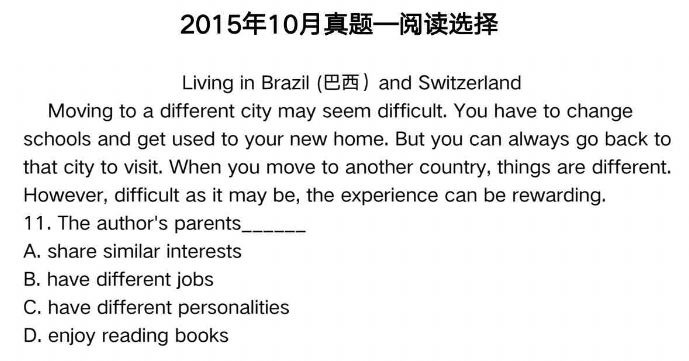 2015年10月真题一阅读选择
Living in Brazil (巴西）and Switzerland
Moving to a different city may seem difficult. You have to change
schools and get used to your new home. But you can always go back to
that city to visit. When you move to another country, things are different.
However, difficult as it may be, the experience can be rewarding.
11. The author's parents______
A. share similar interests
B. have different jobs
C. have different personalities
D. enjoy reading books